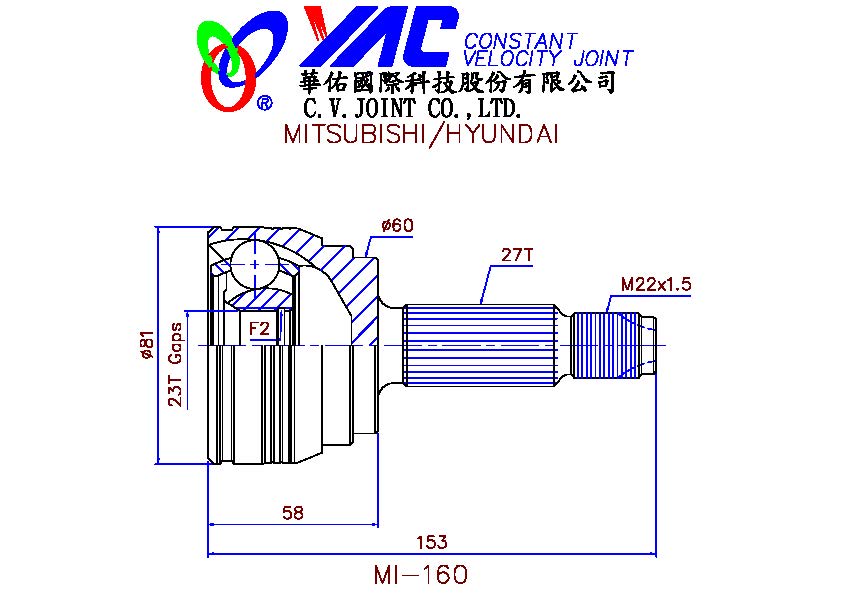 YAC CONSTANT
VELOCITY JOINT
®
華佑國際科技股份有限公司
C.V.JOINT CO.,LTD.
MITSUBISHI/HYUNDAI
ø60
27T
M22x1.5
F2
ø81
23T Gaps
58
153
MI-160